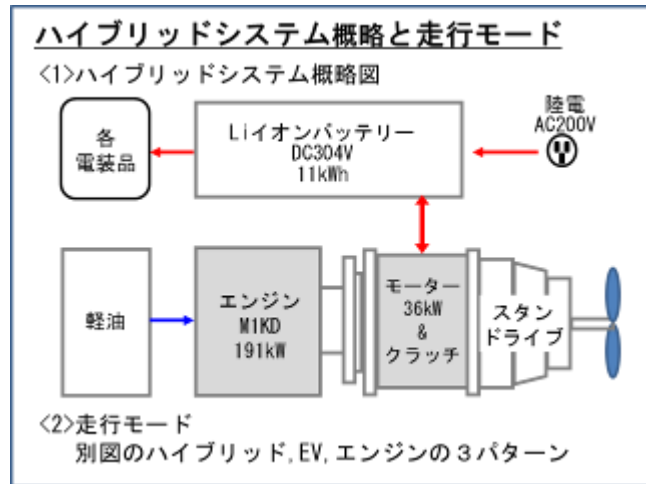 ハイブリッドシステム概略と走行モード
<1>ハイブリッドシステム概略図
各
電装品
Liイオンバッテリー
DC304V
11kWh
陸電
AC200V
軽油
エンジン
M1KD
191kW
モーター
36kW
&
クラッチ
スタン
ドライブ
<2>走行モード
別図のハイブリッド,EV,エンジンの3パターン